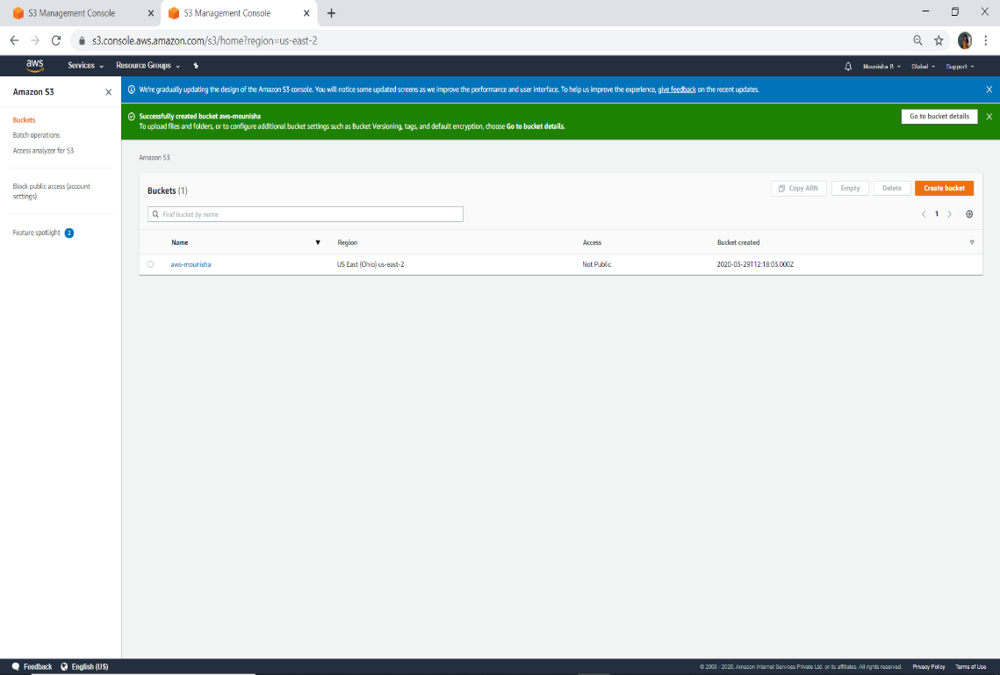 S3 Management Console
S3 Management Console
s3.console.aws.amazon.com/s3/home?region=us-east-2
aws Services Resource Groups Mounisha B Global Support
Amazon S3
Buckets
Batch operations
Access analyzer for S3
Block public access (account
settings)
Feature spotlight 2
We're gradually updating the design of the Amazon S3 console. You will notice some updated screens as we improve the performance and user interface. To help us improve the experience, give feedback on the recent updates.
Successfully created bucket aws-mounisha
To upload files and folders, or to configure additional bucket settings such as Bucket Versioning, tags, and default encryption, choose Go to bucket details.
Go to bucket details
Amazon S3
Buckets (1)
Copy ARN Empty Delete Create bucket
Find bucket by name
1
Name Region Access Bucket created
aws-mounisha US East (Ohio) us-east-2 Not Public 2020-03-29T12:18:03.000Z
Feedback English (US) © 2008 - 2020, Amazon Internet Services Private Ltd. or its affiliates. All rights reserved. Privacy Policy Terms of Use